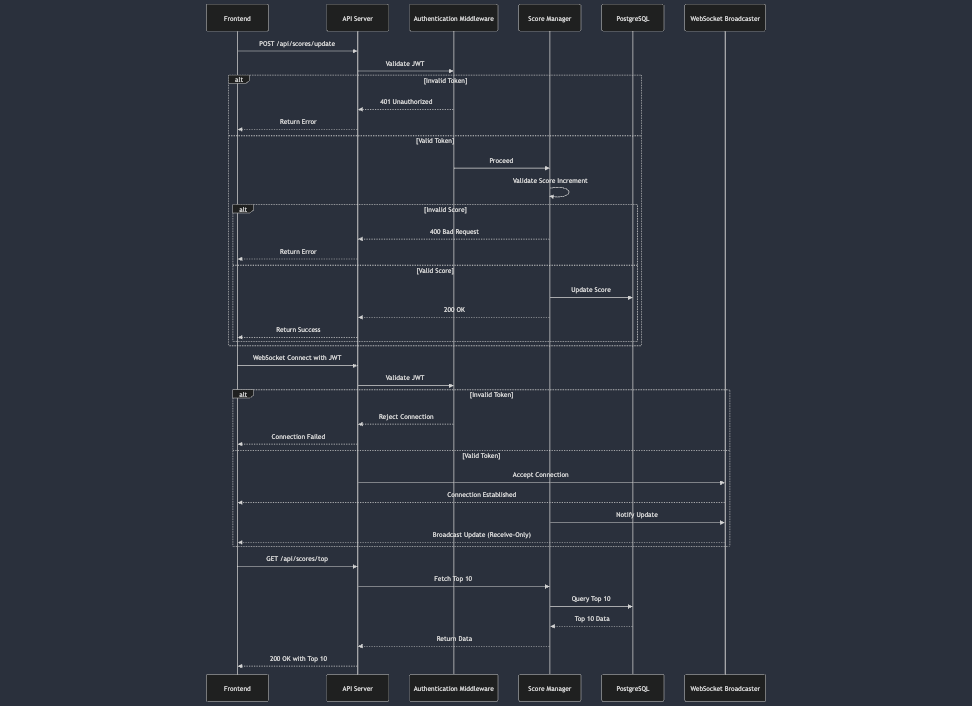 Frontend
API Server
Authentication Middleware
Score Manager
PostgreSQL
WebSocket Broadcaster
POST /api/scores/update
Validate JWT
alt
[Invalid Token]
401 Unauthorized
Return Error
[Valid Token]
Proceed
Validate Score Increment
alt
[Invalid Score]
400 Bad Request
Return Error
[Valid Score]
Update Score
200 OK
Return Success
WebSocket Connect with JWT
Validate JWT
alt
[Invalid Token]
Reject Connection
Connection Failed
[Valid Token]
Accept Connection
Connection Established
Notify Update
Broadcast Update (Receive-Only)
GET /api/scores/top
Fetch Top 10
Query Top 10
Top 10 Data
Return Data
200 OK with Top 10
Frontend
API Server
Authentication Middleware
Score Manager
PostgreSQL
WebSocket Broadcaster